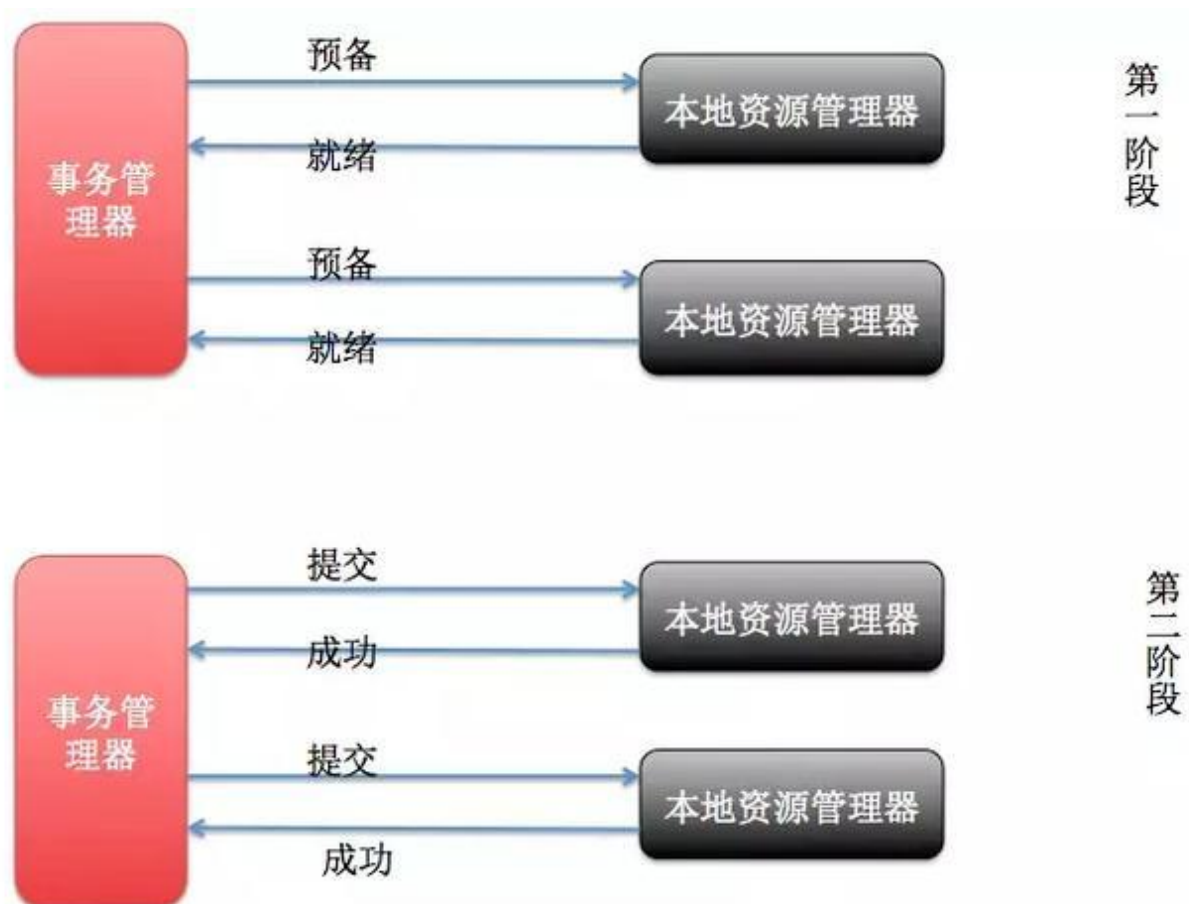 预备
本地资源管理器
就绪
事务管
理器
预备
本地资源管理器
就绪
第一阶段
提交
本地资源管理器
成功
事务管
理器
提交
本地资源管理器
成功
第二阶段